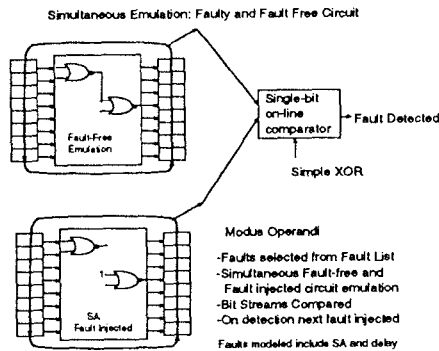 Simultaneous Emulation: Faulty and Fault Free Circuit
Fault-Free
Emulation
Single-bit
on-line
comparator
Fault Detected
Simple XOR
1
SA
Fault Injected
Modus Operandi
-Faults selected from Fault List
-Simultaneous Fault-free and
Fault injected circuit emulation
-Bit Streams Compared
-On detection next fault injected
Faults modeled include SA and delay